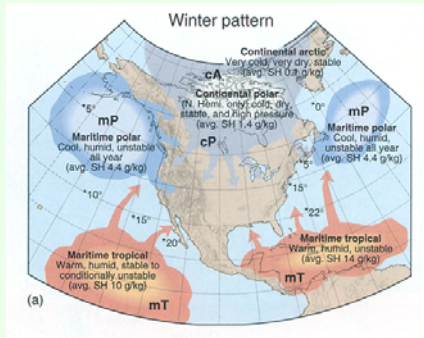 Winter pattern
Continental arctic
Very cold, very dry, stable
(avg. SH 0.1 g/kg)
cA
Continental polar
(N. Hemi. only) cold, dry,
stable, and high pressure
(avg. SH 1.4 g/kg)
cP
*5°
mP
Maritime polar
Cool, humid,
unstable
all year
(avg. SH 4.4 g/kg)
*0°
mP
Maritime polar
Cool, humid,
unstable all year
(avg. SH 4.4 g/kg)
*5°
*10°
*15°
*15°
*20°
*22°
Maritime tropical
Warm, humid, stable to
conditionally unstable
(avg. SH 10 g/kg)
mT
Maritime tropical
Warm, humid, unstable
(avg. SH 14 g/kg)
mT
(a)